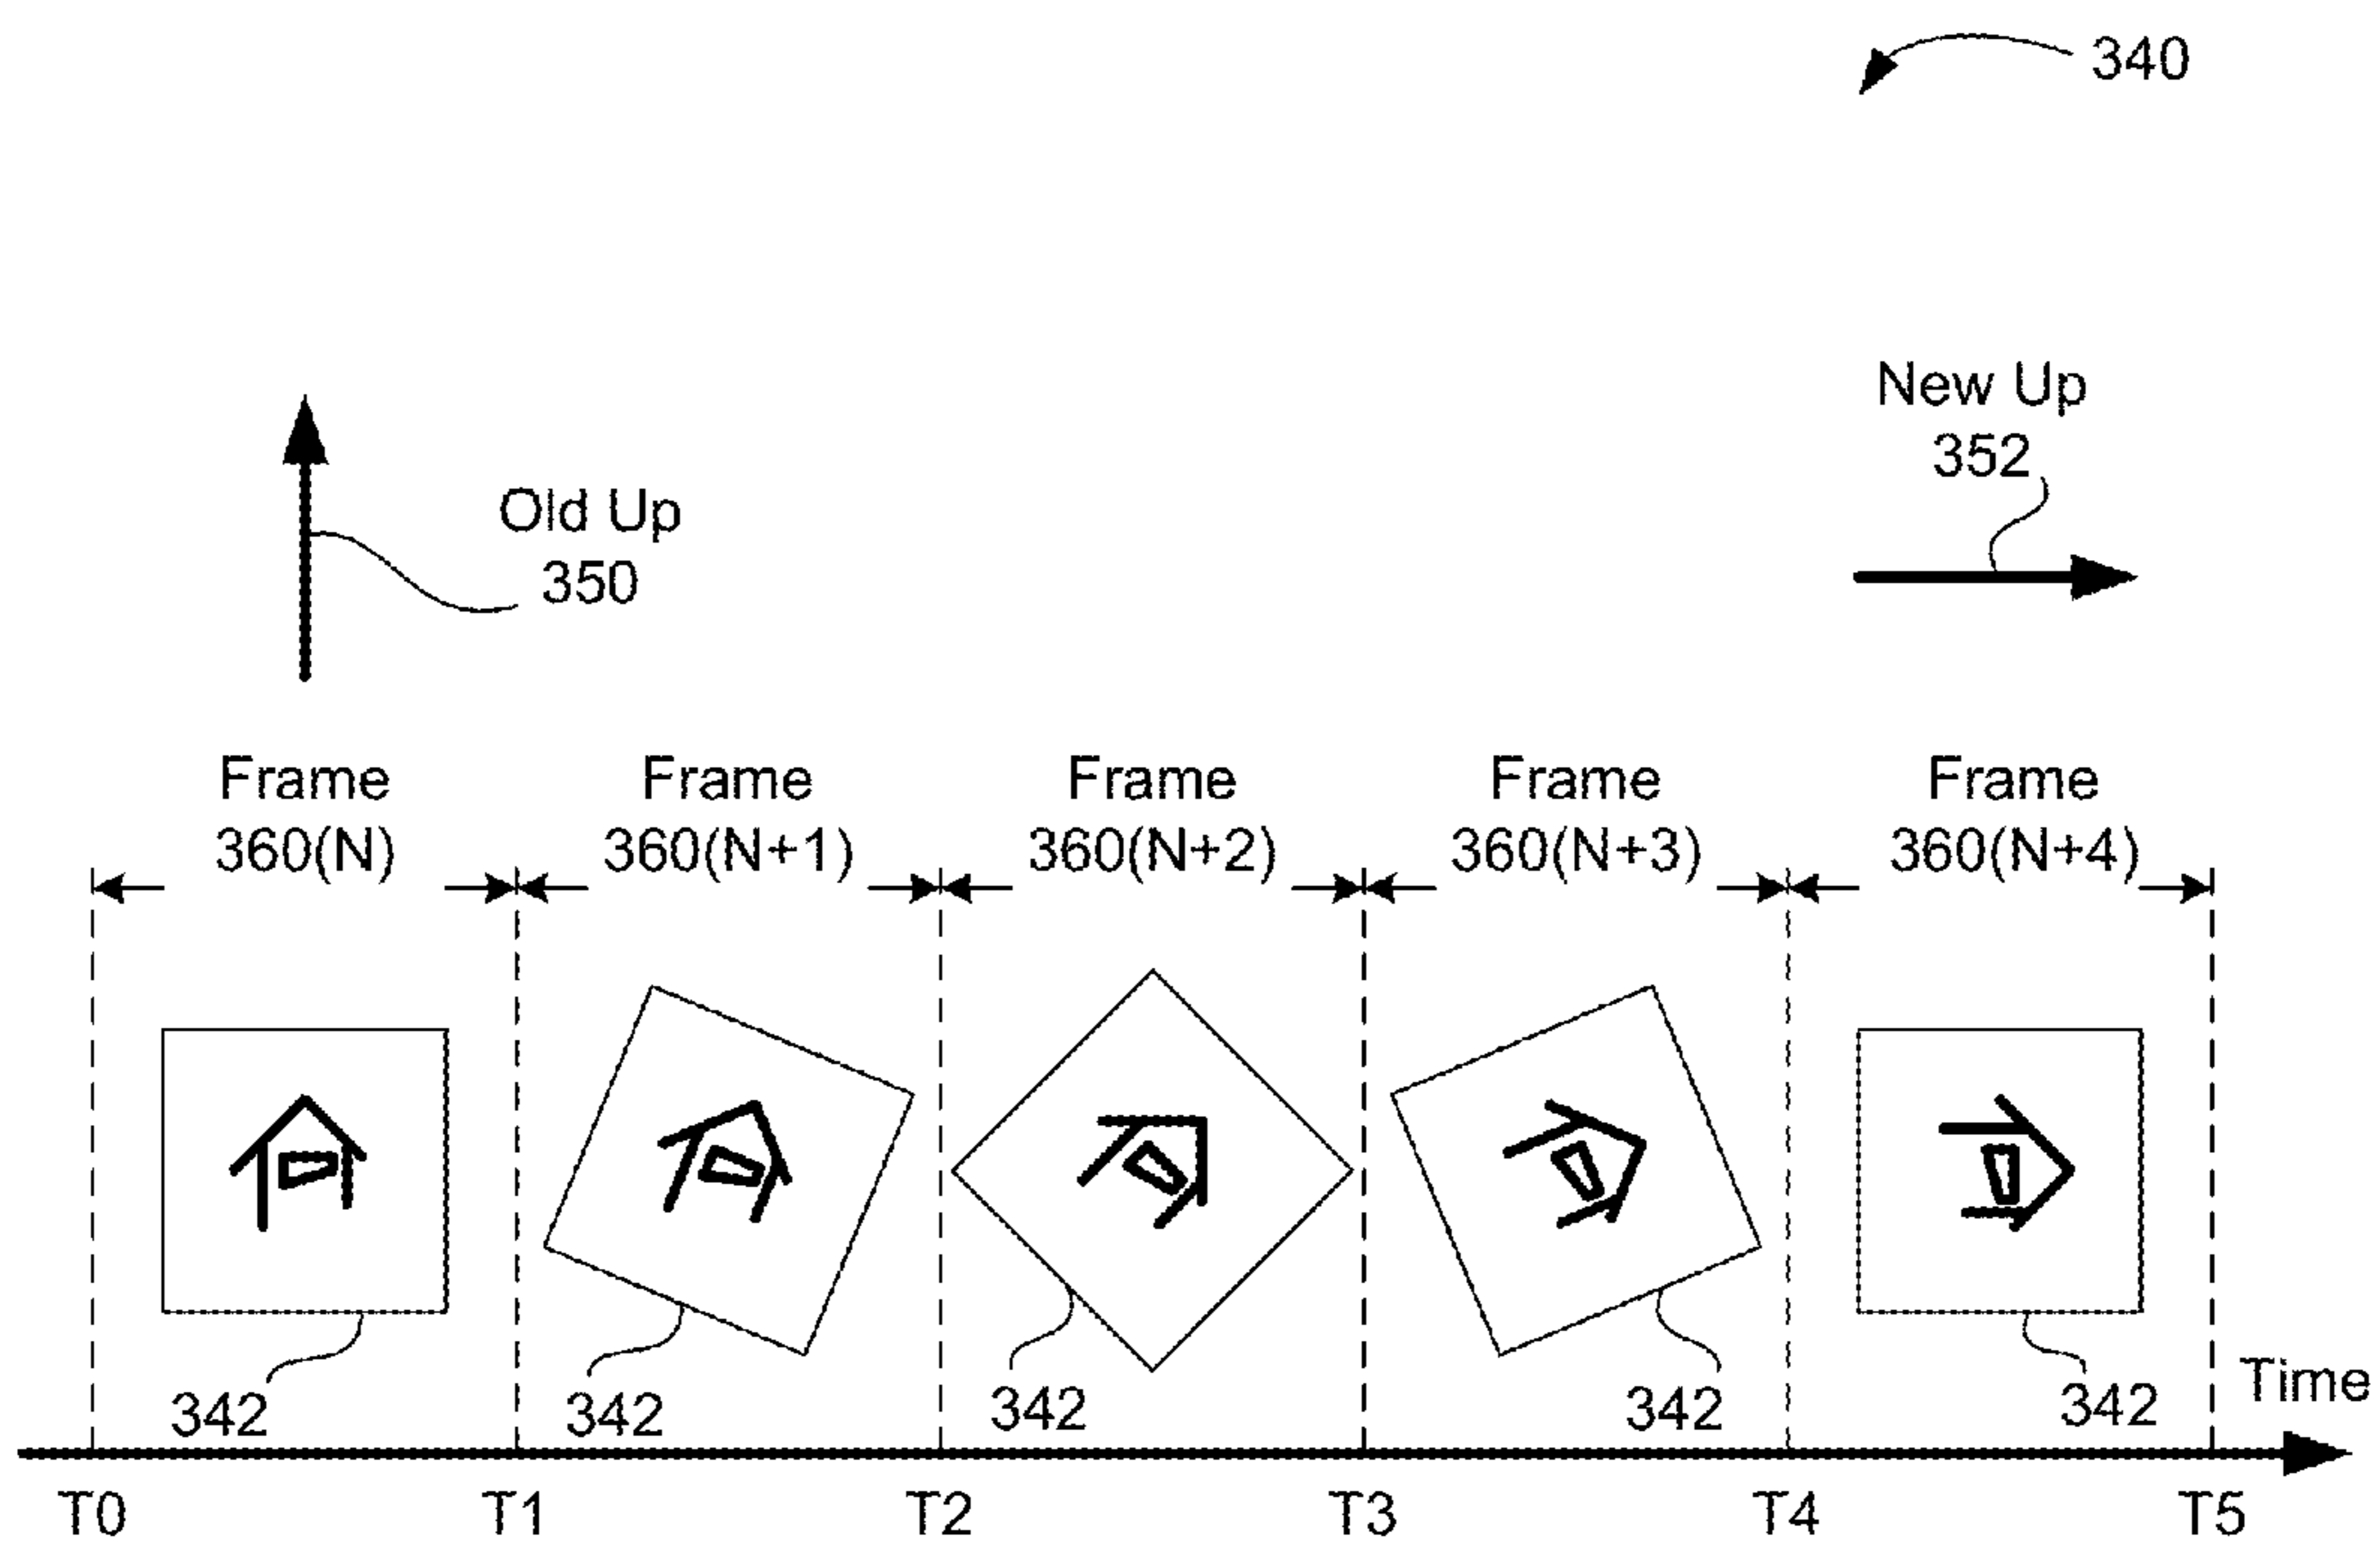 340
New Up
352
Old Up
350
Frame
360(N)
Frame
360(N+1)
Frame
360(N+2)
Frame
360(N+3)
Frame
360(N+4)
342
342
342
342
342
Time
T0
T1
T2
T3
T4
T5